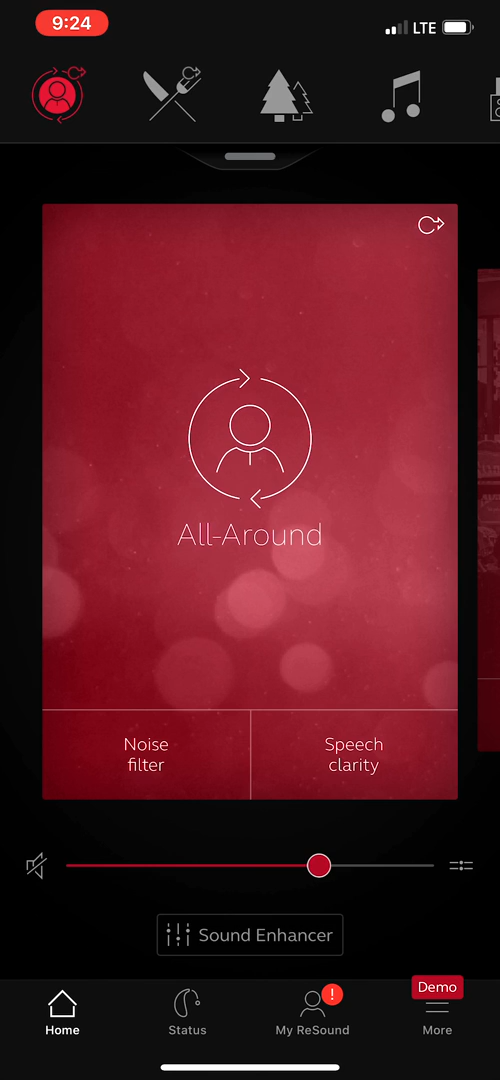 9:24
LTE
All-Around
Noise
filter
Speech
clarity
Sound Enhancer
Demo
!
Home
Status
My ReSound
More